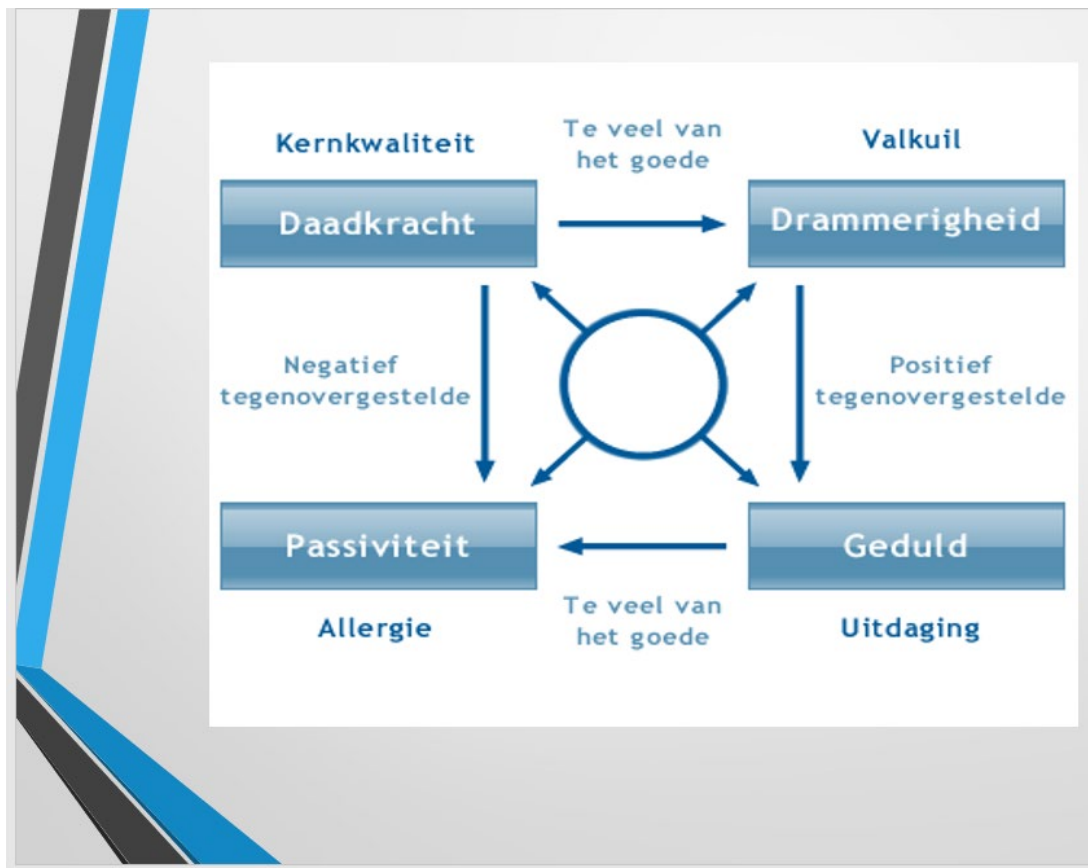 Kernkwaliteit
Te veel van
het goede
Valkuil
Daadkracht
Drammerigheid
Negatief
tegenovergestelde
Positief
tegenovergestelde
Passiviteit
Geduld
Allergie
Te veel van
het goede
Uitdaging